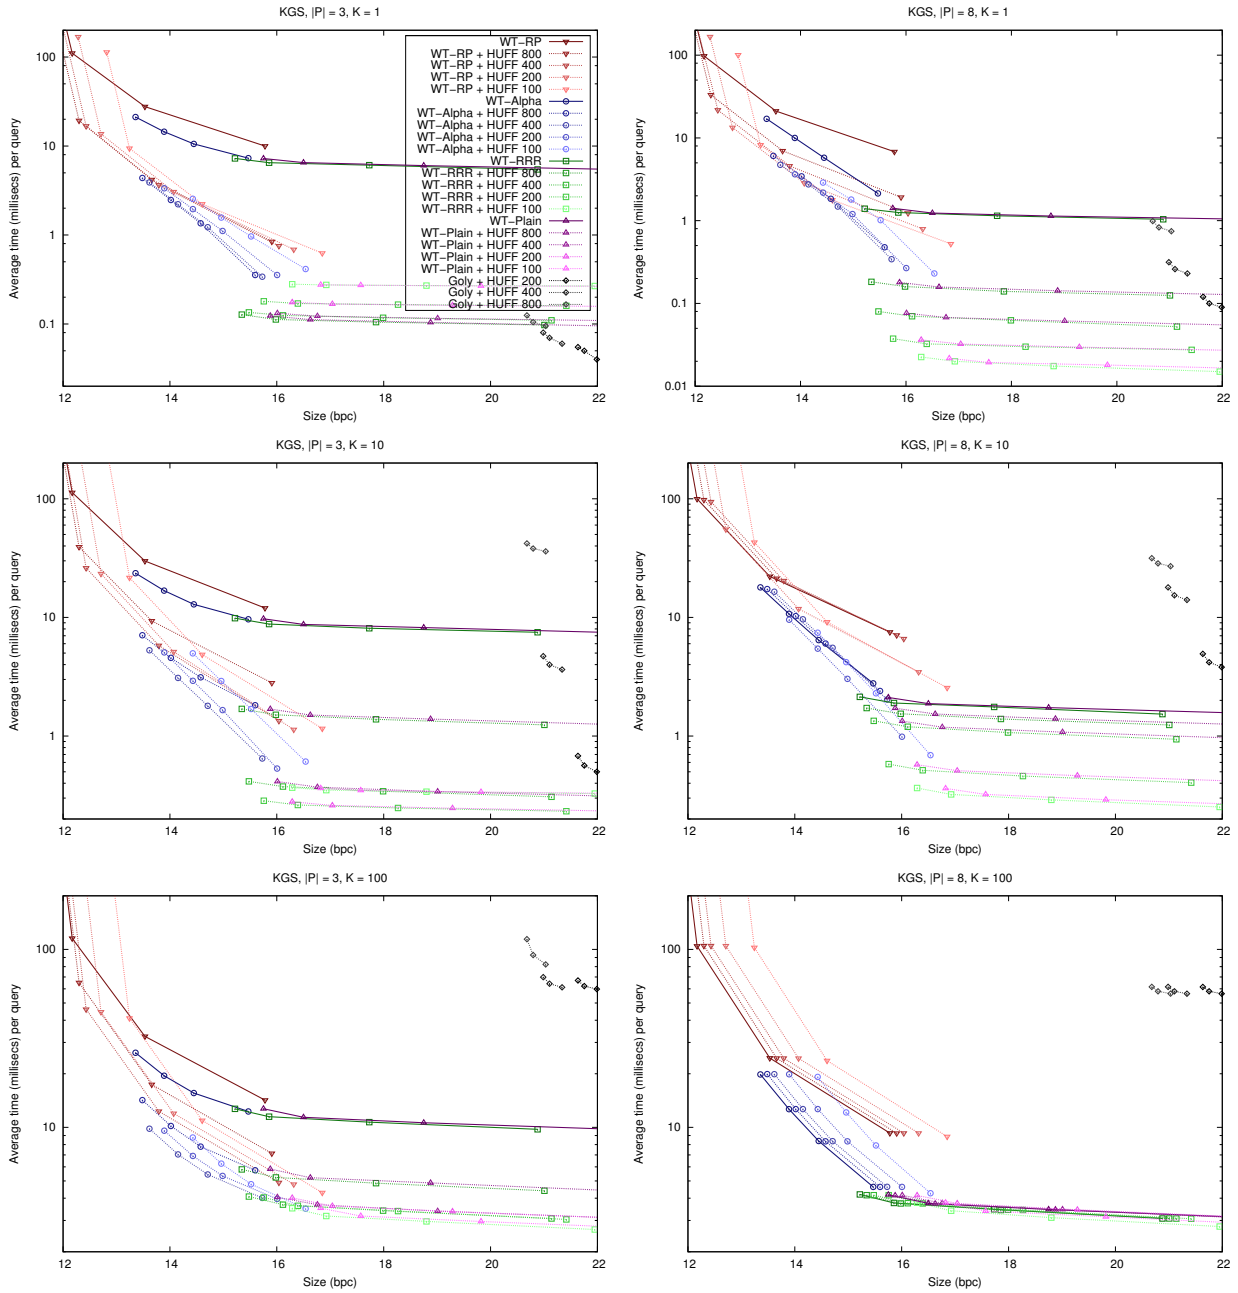 KGS, |P| = 3, K = 1
Average time (millisecs) per query
100
10
1
0.1
12 14 16 18 20 22
Size (bpc)
WT-RP
WT-RP + HUFF 800
WT-RP + HUFF 400
WT-RP + HUFF 200
WT-RP + HUFF 100
WT-Alpha
WT-Alpha + HUFF 800
WT-Alpha + HUFF 400
WT-Alpha + HUFF 200
WT-Alpha + HUFF 100
WT-RRR
WT-RRR + HUFF 800
WT-RRR + HUFF 400
WT-RRR + HUFF 200
WT-RRR + HUFF 100
WT-Plain
WT-Plain + HUFF 800
WT-Plain + HUFF 400
WT-Plain + HUFF 200
WT-Plain + HUFF 100
Goly + HUFF 200
Goly + HUFF 400
Goly + HUFF 800
KGS, |P| = 8, K = 1
Average time (millisecs) per query
100
10
1
0.1
0.01
12 14 16 18 20 22
Size (bpc)
KGS, |P| = 3, K = 10
Average time (millisecs) per query
100
10
1
12 14 16 18 20 22
Size (bpc)
KGS, |P| = 8, K = 10
Average time (millisecs) per query
100
10
1
12 14 16 18 20 22
Size (bpc)
KGS, |P| = 3, K = 100
Average time (millisecs) per query
100
10
12 14 16 18 20 22
Size (bpc)
KGS, |P| = 8, K = 100
Average time (millisecs) per query
100
10
12 14 16 18 20 22
Size (bpc)